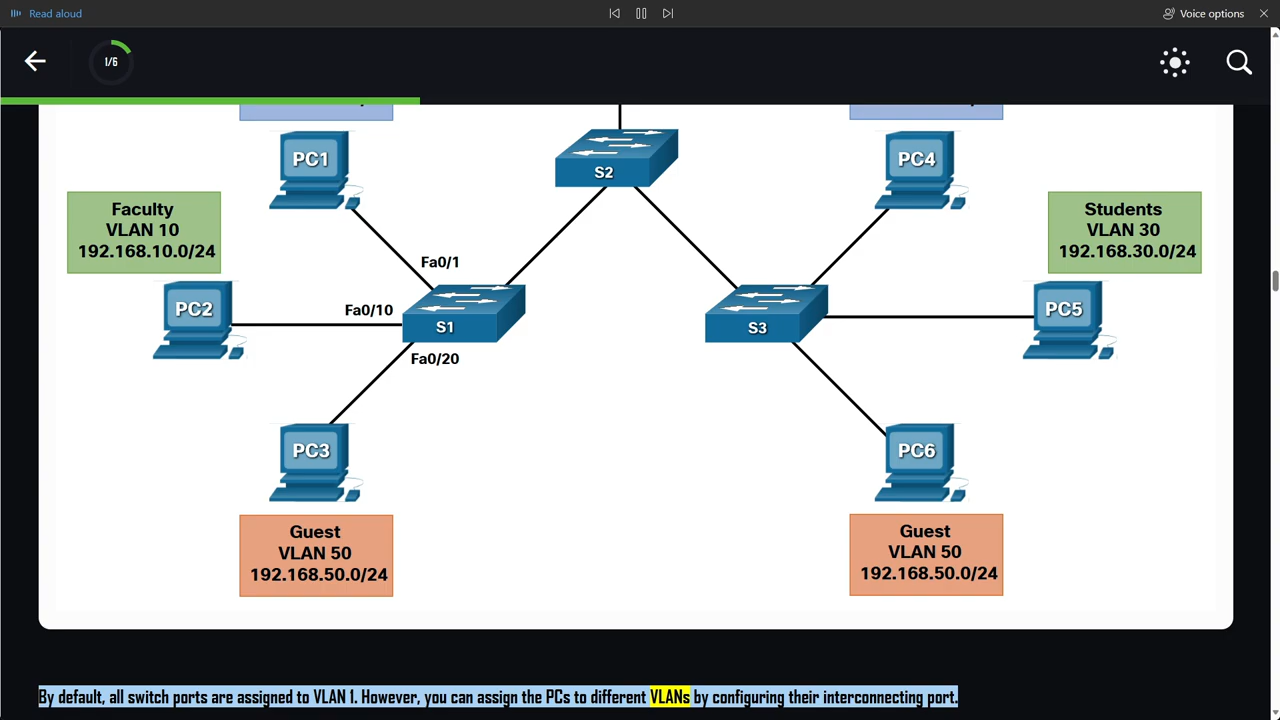 Read aloud
Voice options
1/6
PC1
S2
PC4
Faculty
VLAN 10
192.168.10.0/24
Students
VLAN 30
192.168.30.0/24
Fa0/1
PC2
Fa0/10
S1
S3
PC5
Fa0/20
PC3
PC6
Guest
VLAN 50
192.168.50.0/24
Guest
VLAN 50
192.168.50.0/24
By default, all switch ports are assigned to VLAN 1. However, you can assign the PCs to different VLANs by configuring their interconnecting port.